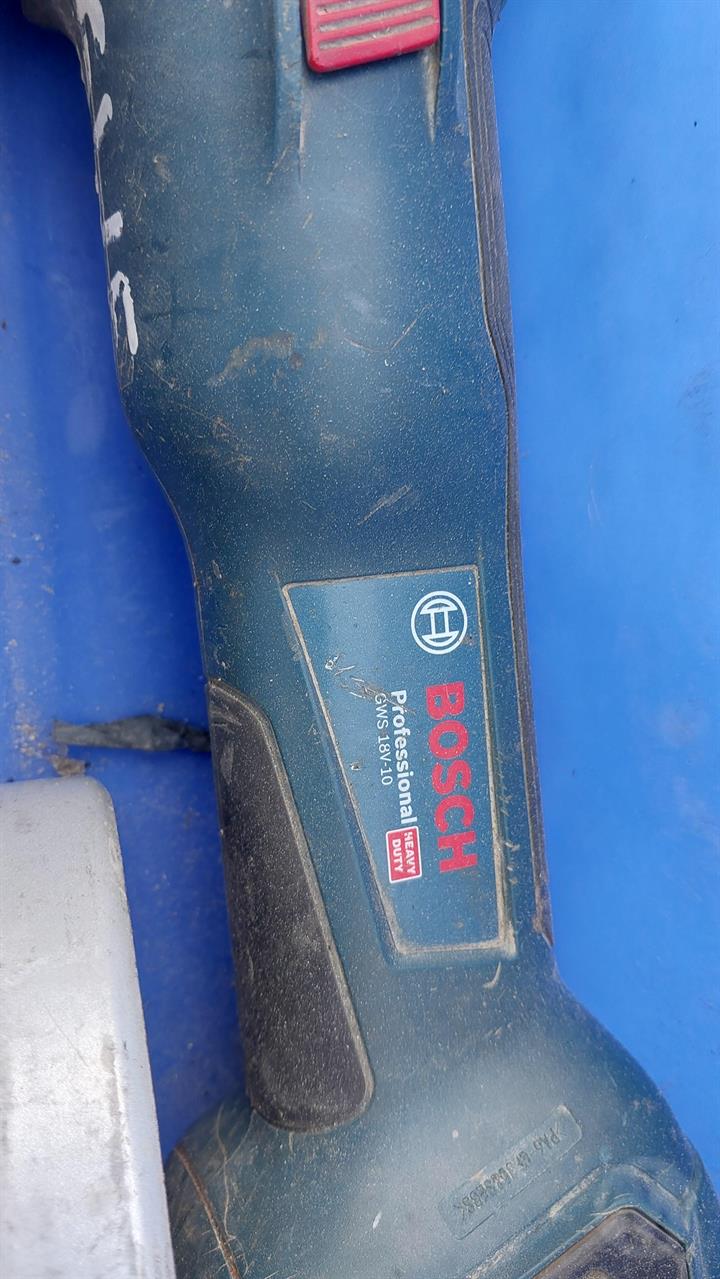 BOSCH
Professional
GWS 18V-10
HEAVY
DUTY